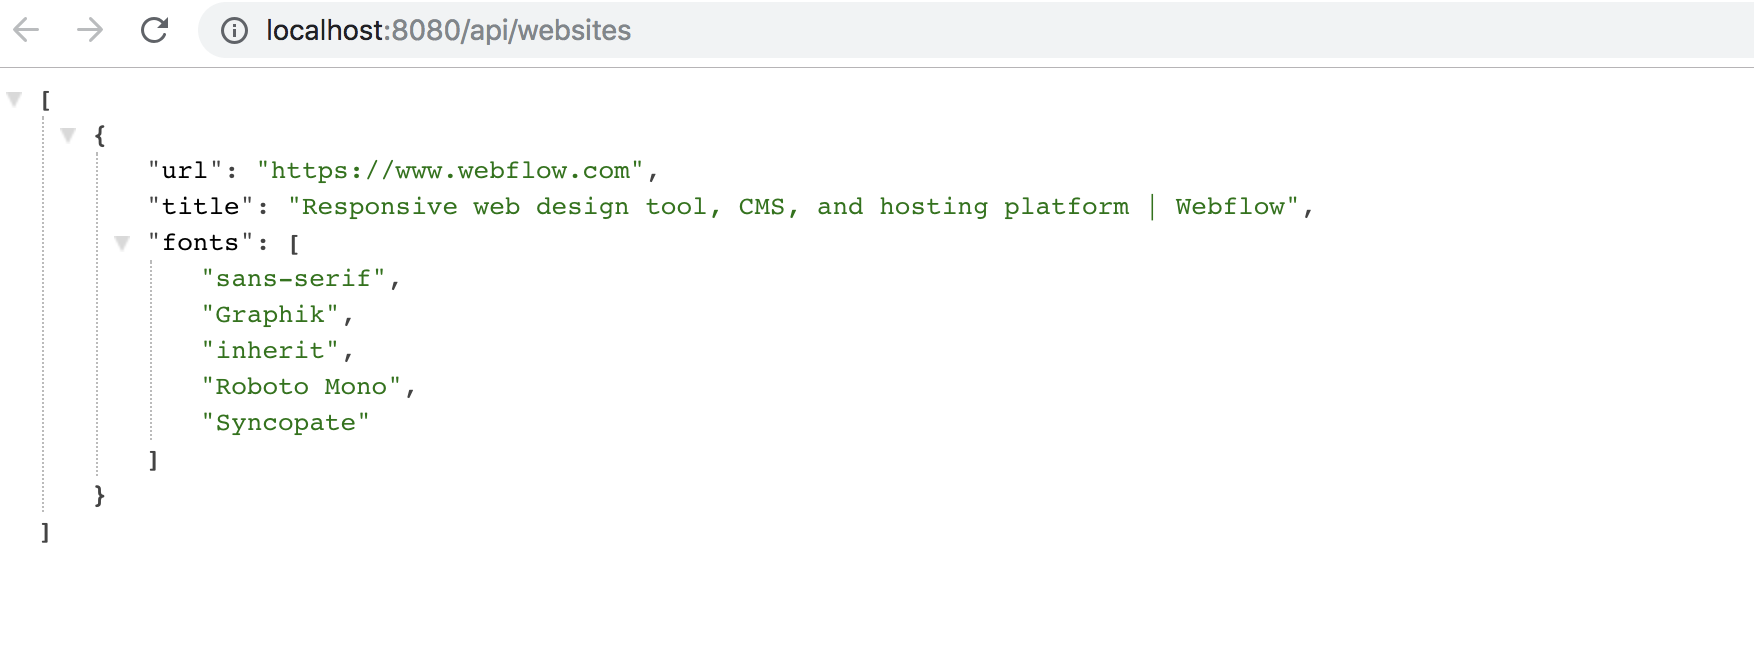 localhost:8080/api/websites
[
{
"url": "https://www.webflow.com",
"title": "Responsive web design tool, CMS, and hosting platform | Webflow",
"fonts": [
"sans-serif",
"Graphik",
"inherit",
"Roboto Mono",
"Syncopate"
]
}
]